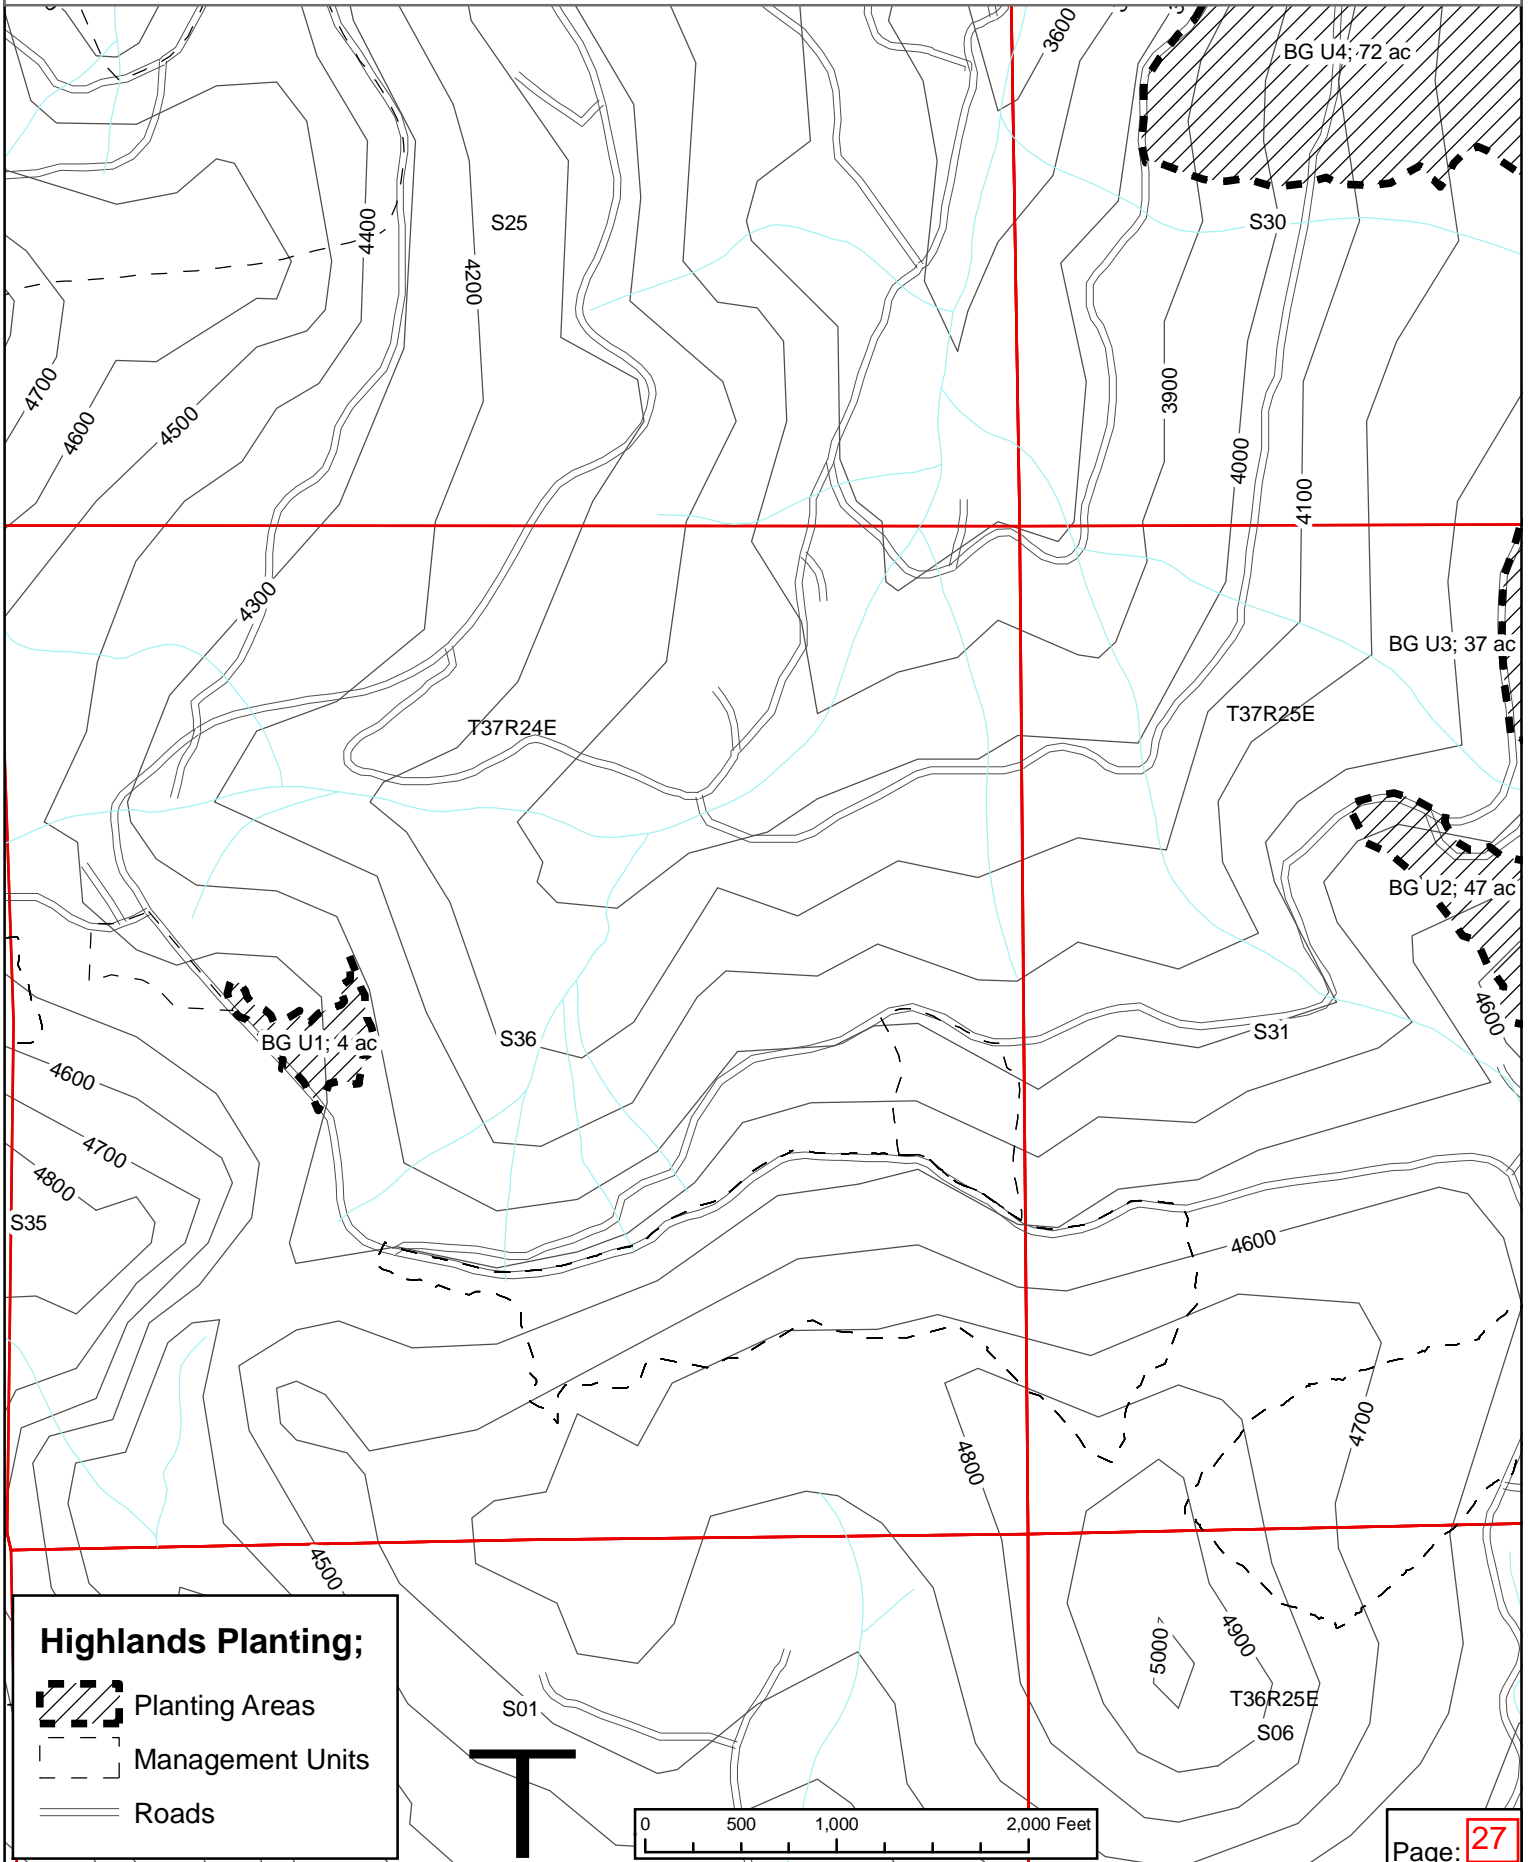 3600
BG U4; 72 ac
S25
S30
4400
4200
4700
4600
4500
3900
4000
4100
4300
BG U3; 37 ac
T37R24E
T37R25E
BG U2; 47 ac
4600
BG U1; 4 ac
S36
S31
4600
4700
4800
S35
4600
4700
4800
4500
4900
5000
T36R25E
S01
S06
Highlands Planting;
Planting Areas
Management Units
Roads
0 500 1,000 2,000 Feet
Page: 27